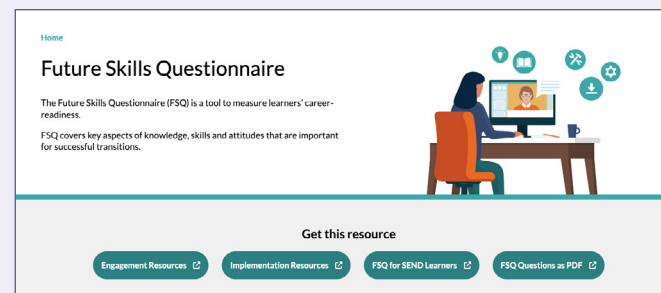 Home
Future Skills Questionnaire
The Future Skills Questionnaire (FSQ) is a tool to measure learners' career-
readiness.
FSQ covers key aspects of knowledge, skills and attitudes that are important
for successful transitions.
Get this resource
Engagement Resources
Implementation Resources
FSQ for SEND Learners
FSQ Questions as PDF